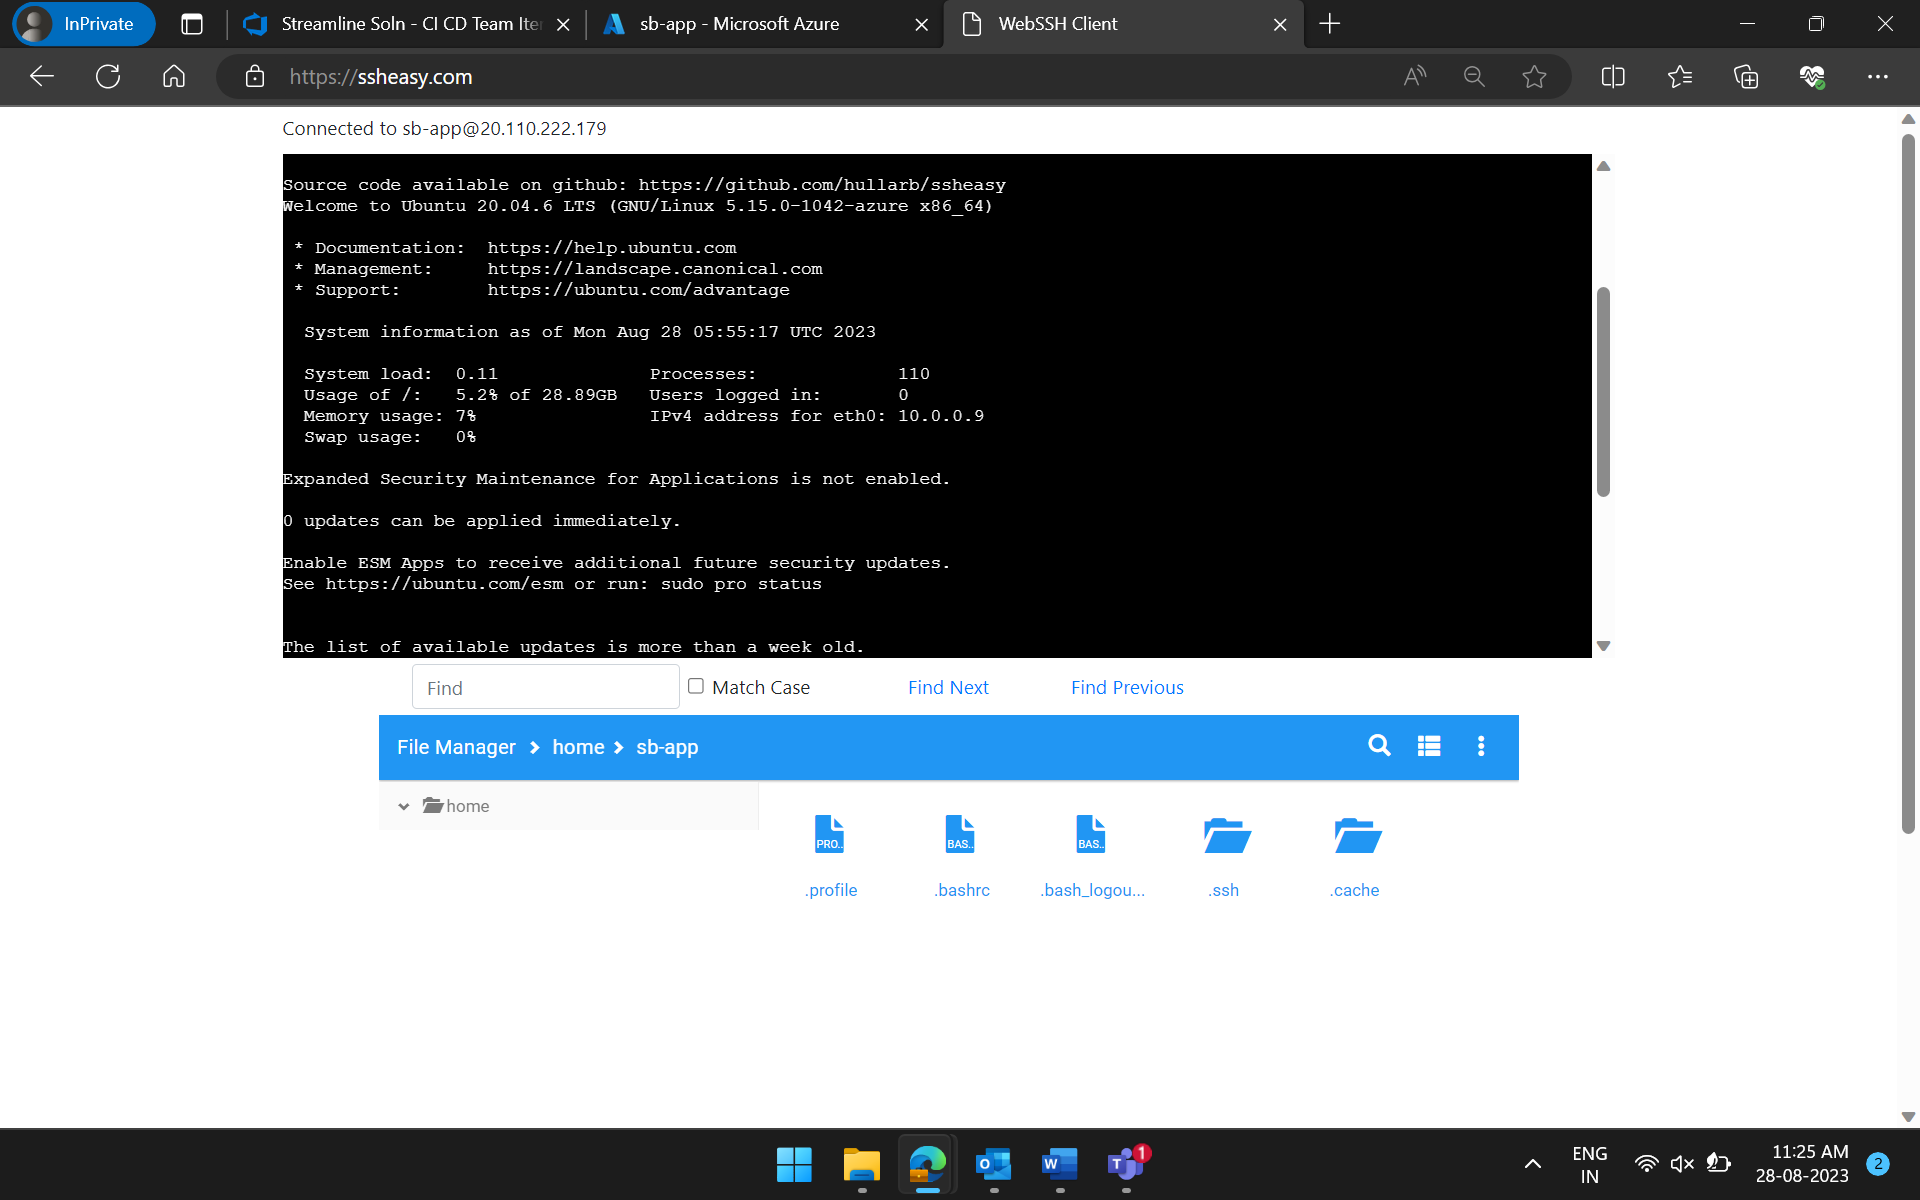 InPrivate
Streamline Soln - CI CD Team Iter
sb-app - Microsoft Azure
WebSSH Client
https://ssheasy.com
Connected to sb-app@20.110.222.179
Source code available on github: https://github.com/hullarb/ssheasy
Welcome to Ubuntu 20.04.6 LTS (GNU/Linux 5.15.0-1042-azure x86_64)
* Documentation:  https://help.ubuntu.com
* Management:     https://landscape.canonical.com
* Support:        https://ubuntu.com/advantage
System information as of Mon Aug 28 05:55:17 UTC 2023
System load:  0.11              Processes:             110
Usage of /:   5.2% of 28.89GB   Users logged in:       0
Memory usage: 7%                IPv4 address for eth0: 10.0.0.9
Swap usage:   0%
Expanded Security Maintenance for Applications is not enabled.
0 updates can be applied immediately.
Enable ESM Apps to receive additional future security updates.
See https://ubuntu.com/esm or run: sudo pro status
The list of available updates is more than a week old.
Find
Match Case
Find Next
Find Previous
File Manager
home
sb-app
home
PRO..
BAS..
BAS..
.profile
.bashrc
.bash_logou...
.ssh
.cache
1
ENG
IN
11:25 AM
28-08-2023
2